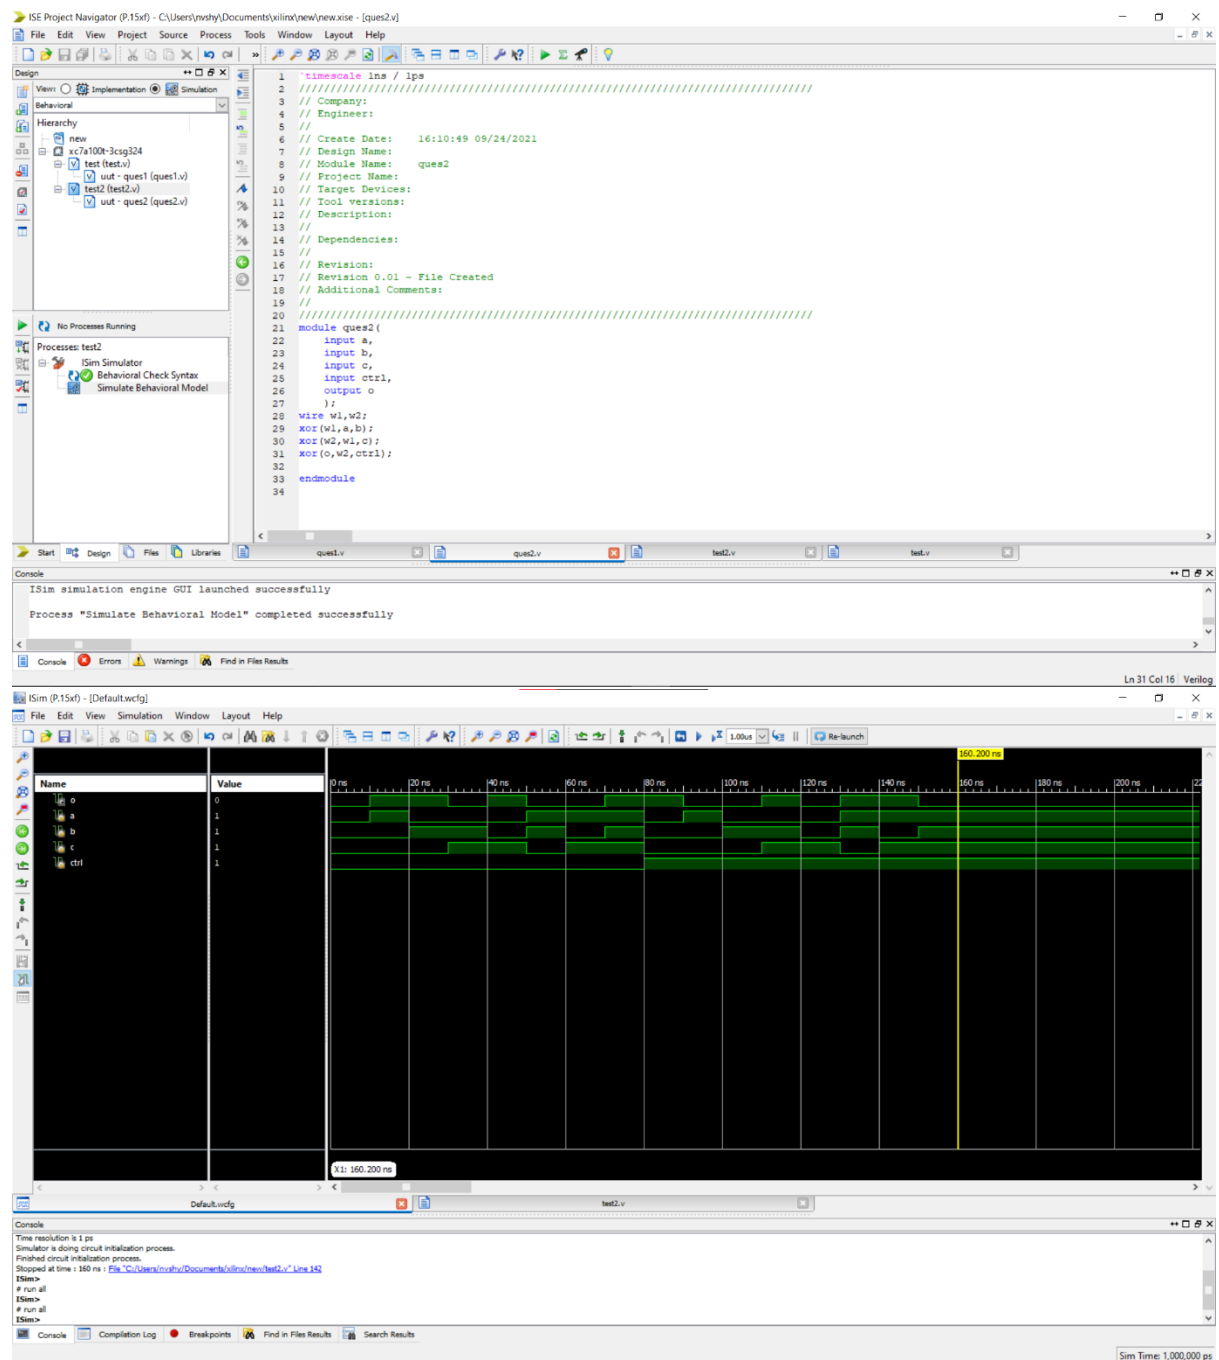 ISE Project Navigator (P.15xf) - C:\Users\nvshy\Documents\xilinx\new\new.xise - [ques2.v]
File Edit View Project Source Process Tools Window Layout Help
Design
View: Implementation Simulation
Behavioral
Hierarchy
new
xc7a100t-3csg324
test (test.v)
uut - ques1 (ques1.v)
test2 (test2.v)
uut - ques2 (ques2.v)
No Processes Running
Processes: test2
ISim Simulator
Behavioral Check Syntax
Simulate Behavioral Model
1 `timescale 1ns / 1ps
2 //////////////////////////////////////////////////////////////////////////////////
3 // Company:
4 // Engineer:
5 //
6 // Create Date:    16:10:49 09/24/2021
7 // Design Name:
8 // Module Name:    ques2
9 // Project Name:
10 // Target Devices:
11 // Tool versions:
12 // Description:
13 //
14 // Dependencies:
15 //
16 // Revision:
17 // Revision 0.01 - File Created
18 // Additional Comments:
19 //
20 //////////////////////////////////////////////////////////////////////////////////
21 module ques2(
22     input a,
23     input b,
24     input c,
25     input ctrl,
26     output o
27     );
28 wire w1,w2;
29 xor(w1,a,b);
30 xor(w2,w1,c);
31 xor(o,w2,ctrl);
32
33 endmodule
34
Start Design Files Libraries ques1.v ques2.v test2.v test.v
Console
ISim simulation engine GUI launched successfully
Process "Simulate Behavioral Model" completed successfully
Console Errors Warnings Find in Files Results
Ln 31 Col 16 Verilog
ISim (P.15xf) - [Default.wcfg]
File Edit View Simulation Window Layout Help
1.00us Re-launch
160.200 ns
Name Value 0 ns 20 ns 40 ns 60 ns 80 ns 100 ns 120 ns 140 ns 160 ns 180 ns 200 ns 22
o 0
a 1
b 1
c 1
ctrl 1
X1: 160.200 ns
Default.wcfg test2.v
Console
Time resolution is 1 ps
Simulator is doing circuit initialization process.
Finished circuit initialization process.
Stopped at time : 160 ns : File "C:/Users/nvshy/Documents/xilinx/new/test2.v" Line 142
ISim>
# run all
ISim>
# run all
ISim>
Console Compilation Log Breakpoints Find in Files Results Search Results
Sim Time: 1,000,000 ps